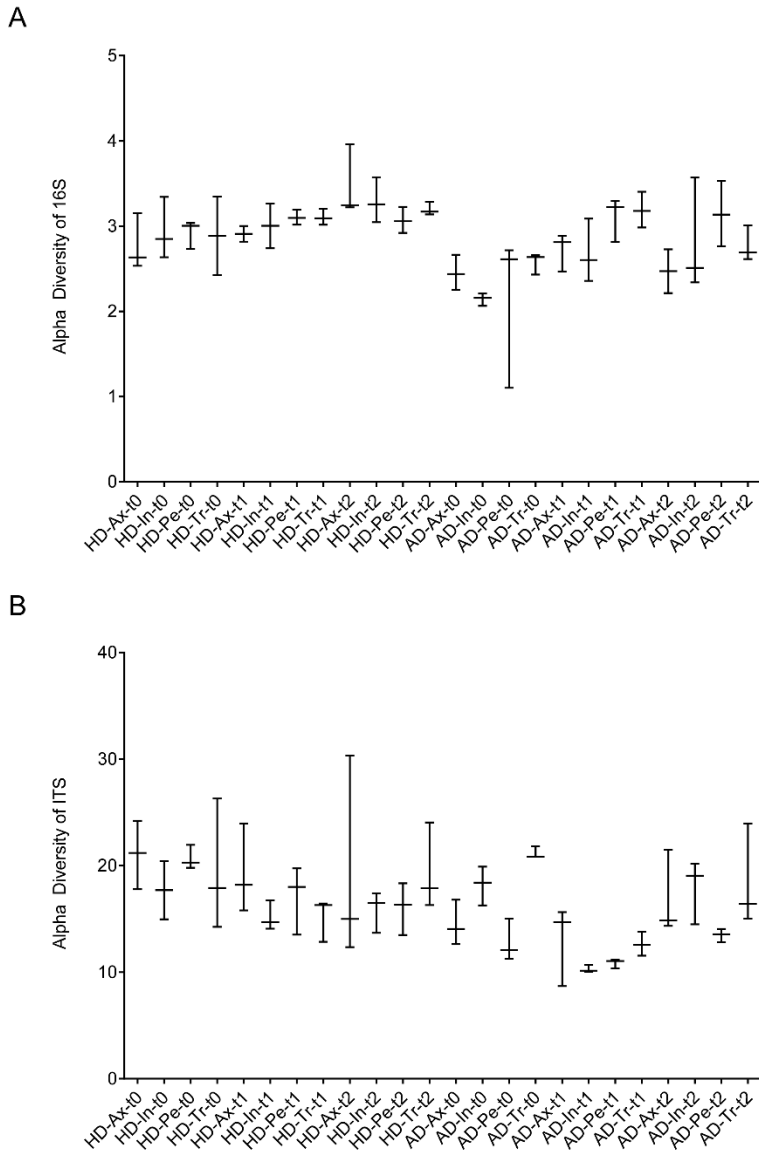 A
5
4
3
2
1
0
Alpha Diversity of 16S
HD-Ax-t0
HD-In-t0
HD-Pe-t0
HD-Tr-t0
HD-Ax-t1
HD-In-t1
HD-Pe-t1
HD-Tr-t1
HD-Ax-t2
HD-In-t2
HD-Pe-t2
HD-Tr-t2
AD-Ax-t0
AD-In-t0
AD-Pe-t0
AD-Tr-t0
AD-Ax-t1
AD-In-t1
AD-Pe-t1
AD-Tr-t1
AD-Ax-t2
AD-In-t2
AD-Pe-t2
AD-Tr-t2
B
40
30
20
10
0
Alpha Diversity of ITS
HD-Ax-t0
HD-In-t0
HD-Pe-t0
HD-Tr-t0
HD-Ax-t1
HD-In-t1
HD-Pe-t1
HD-Tr-t1
HD-Ax-t2
HD-In-t2
HD-Pe-t2
HD-Tr-t2
AD-Ax-t0
AD-In-t0
AD-Pe-t0
AD-Tr-t0
AD-Ax-t1
AD-In-t1
AD-Pe-t1
AD-Tr-t1
AD-Ax-t2
AD-In-t2
AD-Pe-t2
AD-Tr-t2